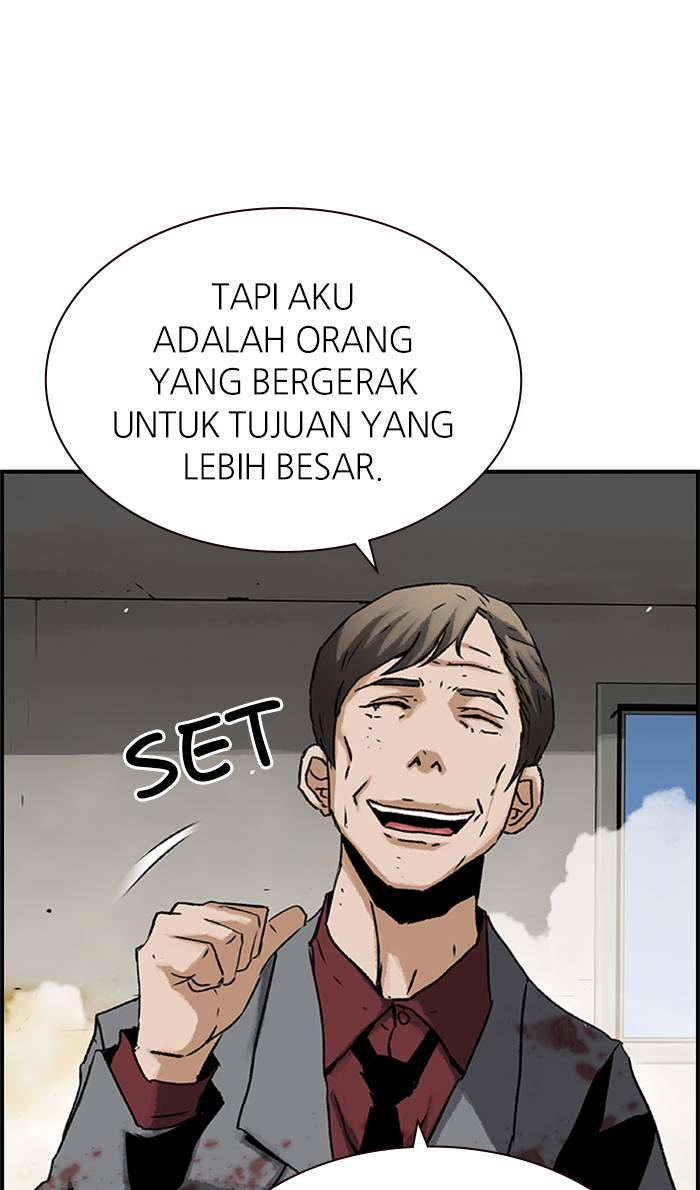 TAPI AKU
ADALAH ORANG
YANG BERGERAK
UNTUK TUJUAN YANG
LEBIH BESAR.
SET